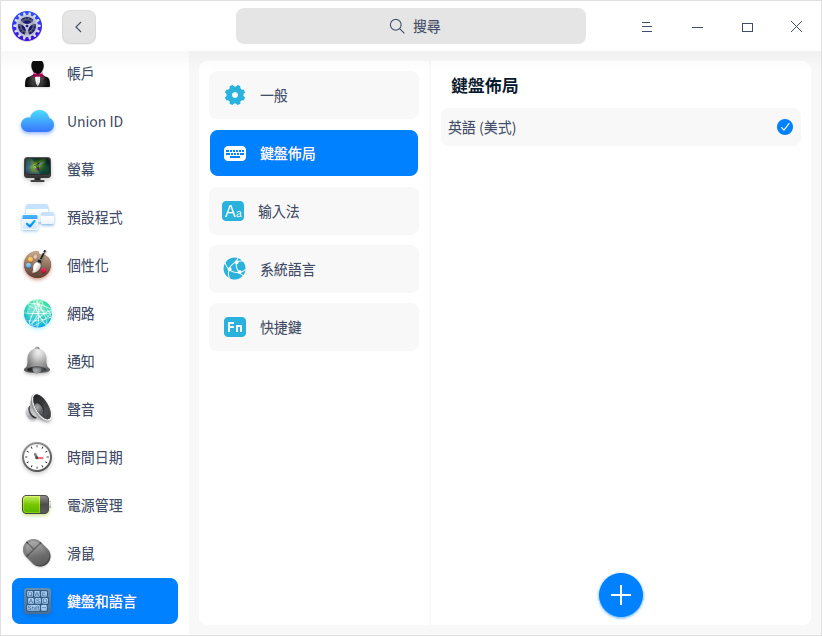 搜尋
帳戶
Union ID
螢幕
預設程式
個性化
網路
通知
聲音
時間日期
電源管理
滑鼠
鍵盤和語言
一般
鍵盤佈局
Aa 输入法
系統語言
Fn 快捷鍵
鍵盤佈局
英語 (美式)